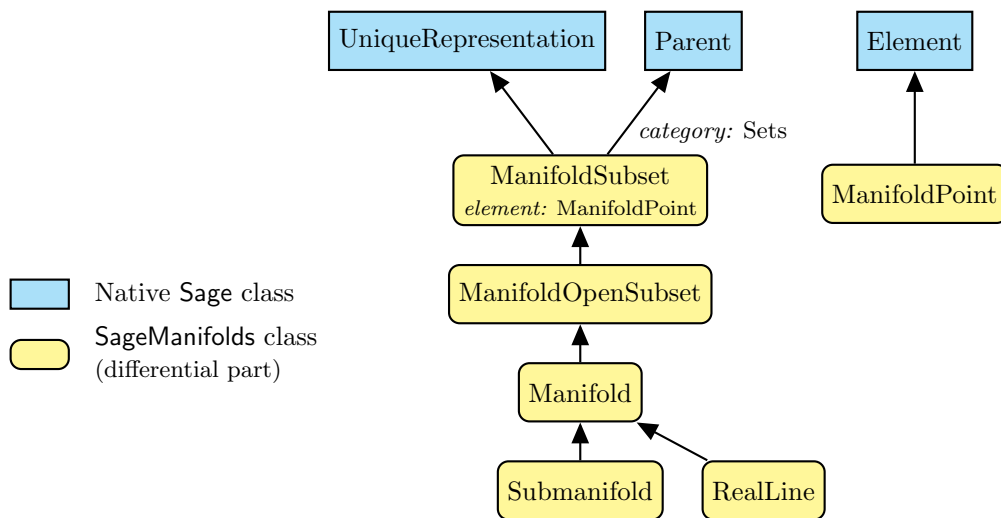 UniqueRepresentation
Parent
Element
category: Sets
ManifoldSubset
element: ManifoldPoint
ManifoldPoint
ManifoldOpenSubset
Native Sage class
SageManifolds class
(differential part)
Manifold
Submanifold
RealLine